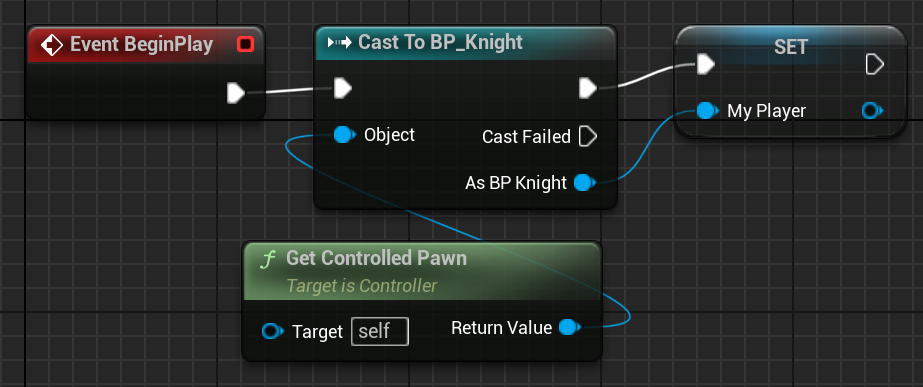 Event BeginPlay
Cast To BP_Knight
SET
Object
Cast Failed
As BP Knight
My Player
f Get Controlled Pawn
Target is Controller
Target self
Return Value